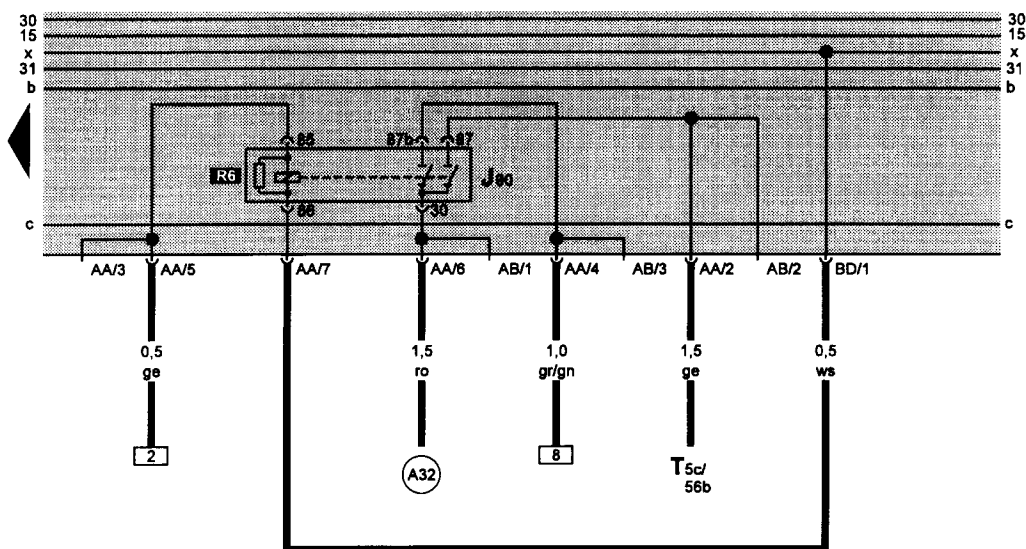 30 30
15 15
x x
31 31
b b
85 87b 87
R6 J90
86 30
c c
AA/3 AA/5 AA/7 AA/6 AB/1 AA/4 AB/3 AA/2 AB/2 BD/1
0,5 1,5 1,0 1,5 0,5
ge ro gr/gn ge ws
2 A32 8 T5c/
56b